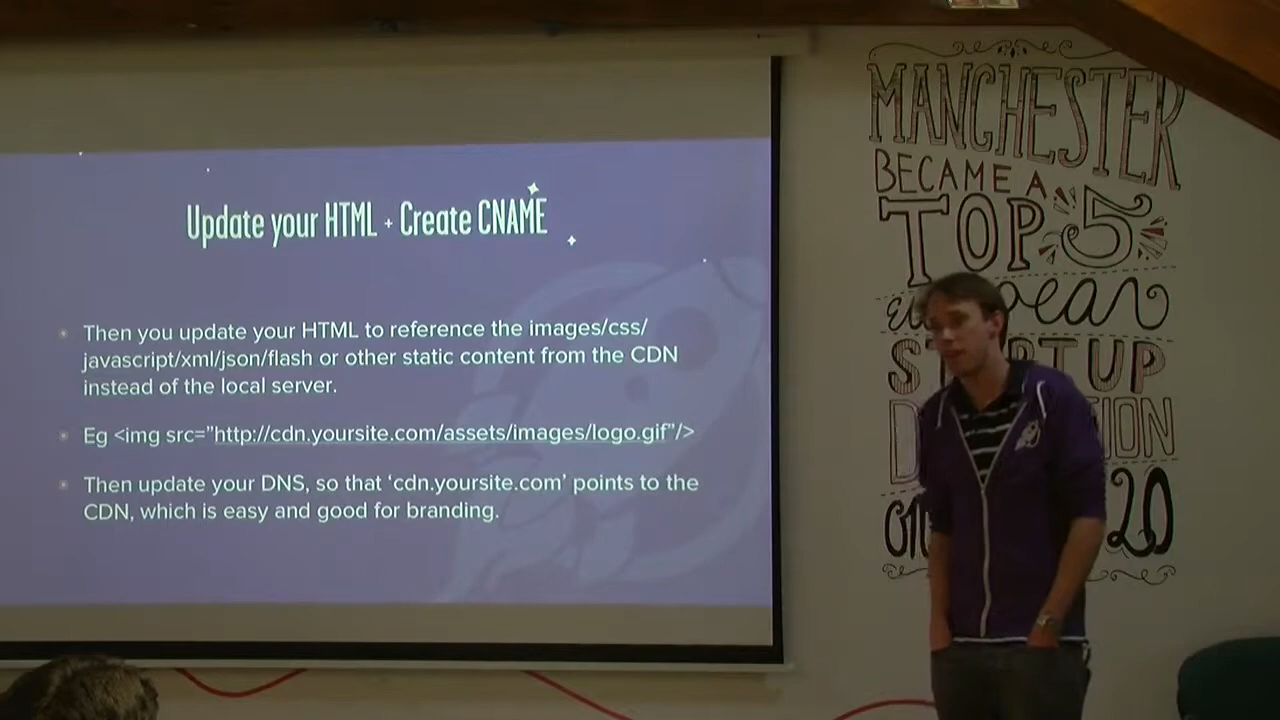 Update your HTML + Create CNAME
Then you update your HTML to reference the images/css/
javascript/xml/json/flash or other static content from the CDN
instead of the local server.
Eg <img src="http://cdn.yoursite.com/assets/images/logo.gif"/>
Then update your DNS, so that ‘cdn.yoursite.com’ points to the
CDN, which is easy and good for branding.
MANCHESTER
BECAME A
TOP 5
UP
20